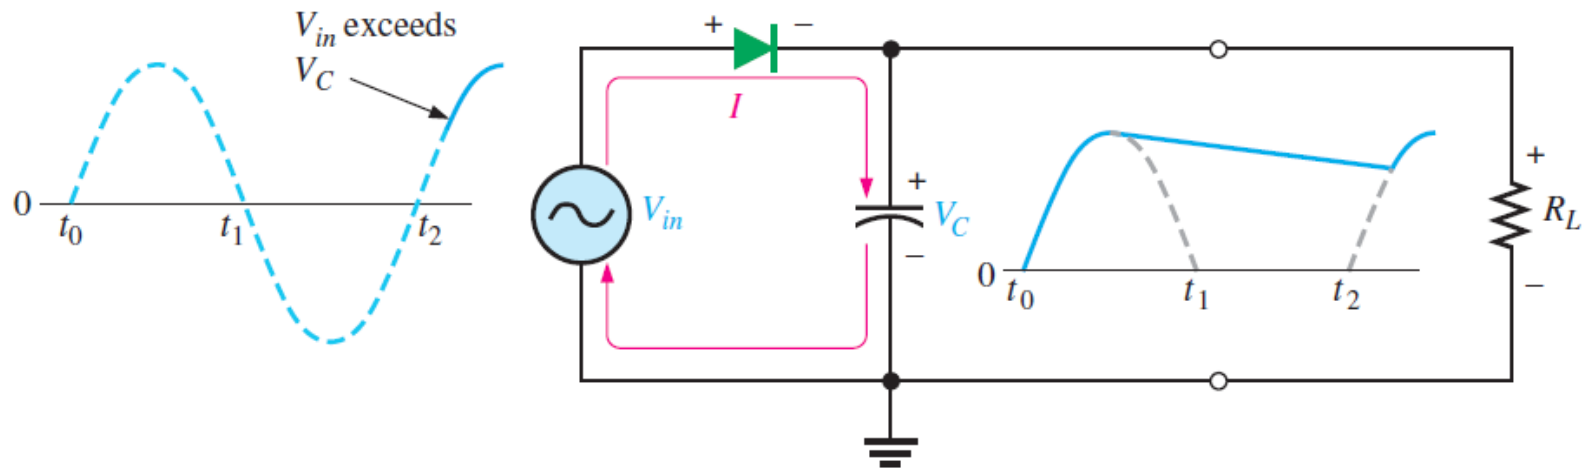 V_in exceeds
V_C
0
t_0
t_1
t_2
+
−
I
V_in
+
V_C
−
0
t_0
t_1
t_2
+
R_L
−